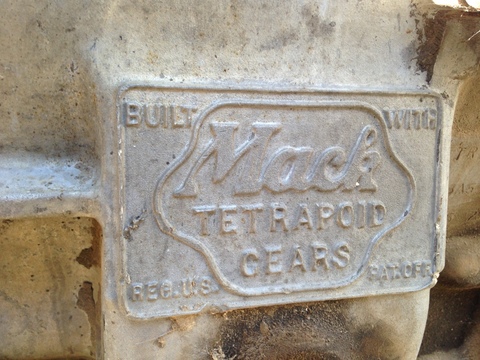 BUILT WITH
Mack
TETRAPOID
GEARS
REG. U.S. PAT. OFF.